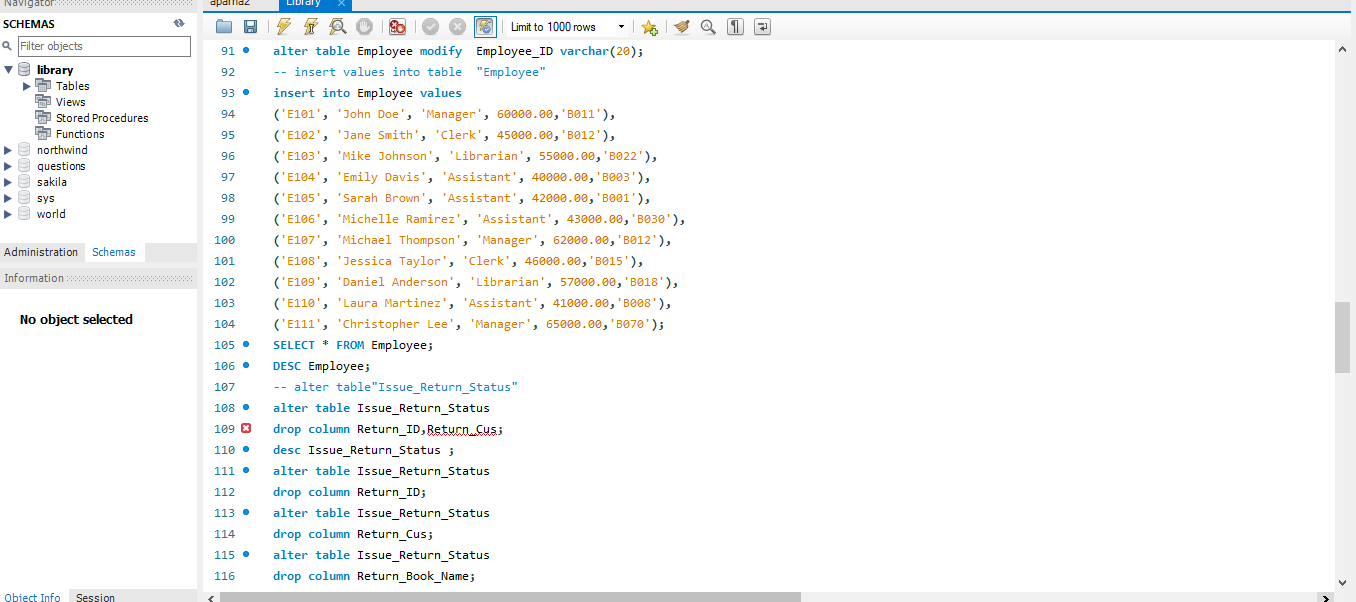 Navigator
SCHEMAS
Filter objects
library
Tables
Views
Stored Procedures
Functions
northwind
questions
sakila
sys
world
Administration Schemas
Information
No object selected
Object Info Session
Library
Limit to 1000 rows
91 alter table Employee modify  Employee_ID varchar(20);
92 -- insert values into table  "Employee"
93 insert into Employee values
94 ('E101', 'John Doe', 'Manager', 60000.00,'B011'),
95 ('E102', 'Jane Smith', 'Clerk', 45000.00,'B012'),
96 ('E103', 'Mike Johnson', 'Librarian', 55000.00,'B022'),
97 ('E104', 'Emily Davis', 'Assistant', 40000.00,'B003'),
98 ('E105', 'Sarah Brown', 'Assistant', 42000.00,'B001'),
99 ('E106', 'Michelle Ramirez', 'Assistant', 43000.00,'B030'),
100 ('E107', 'Michael Thompson', 'Manager', 62000.00,'B012'),
101 ('E108', 'Jessica Taylor', 'Clerk', 46000.00,'B015'),
102 ('E109', 'Daniel Anderson', 'Librarian', 57000.00,'B018'),
103 ('E110', 'Laura Martinez', 'Assistant', 41000.00,'B008'),
104 ('E111', 'Christopher Lee', 'Manager', 65000.00,'B070');
105 SELECT * FROM Employee;
106 DESC Employee;
107 -- alter table"Issue_Return_Status"
108 alter table Issue_Return_Status
109 drop column Return_ID,Return_Cus;
110 desc Issue_Return_Status ;
111 alter table Issue_Return_Status
112 drop column Return_ID;
113 alter table Issue_Return_Status
114 drop column Return_Cus;
115 alter table Issue_Return_Status
116 drop column Return_Book_Name;